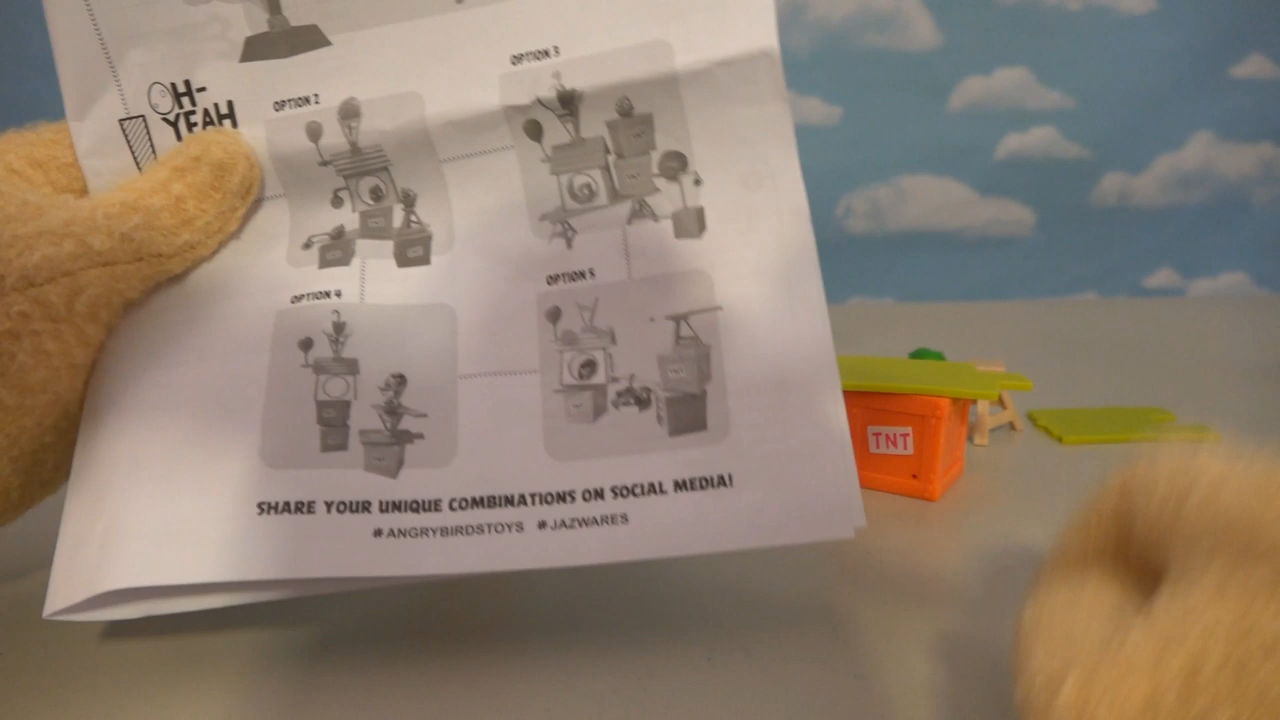 OH-
YEAH
OPTION 2
OPTION 3
OPTION 4
OPTION 5
SHARE YOUR UNIQUE COMBINATIONS ON SOCIAL MEDIA!
#ANGRYBIRDSTOYS #JAZWARES
TNT